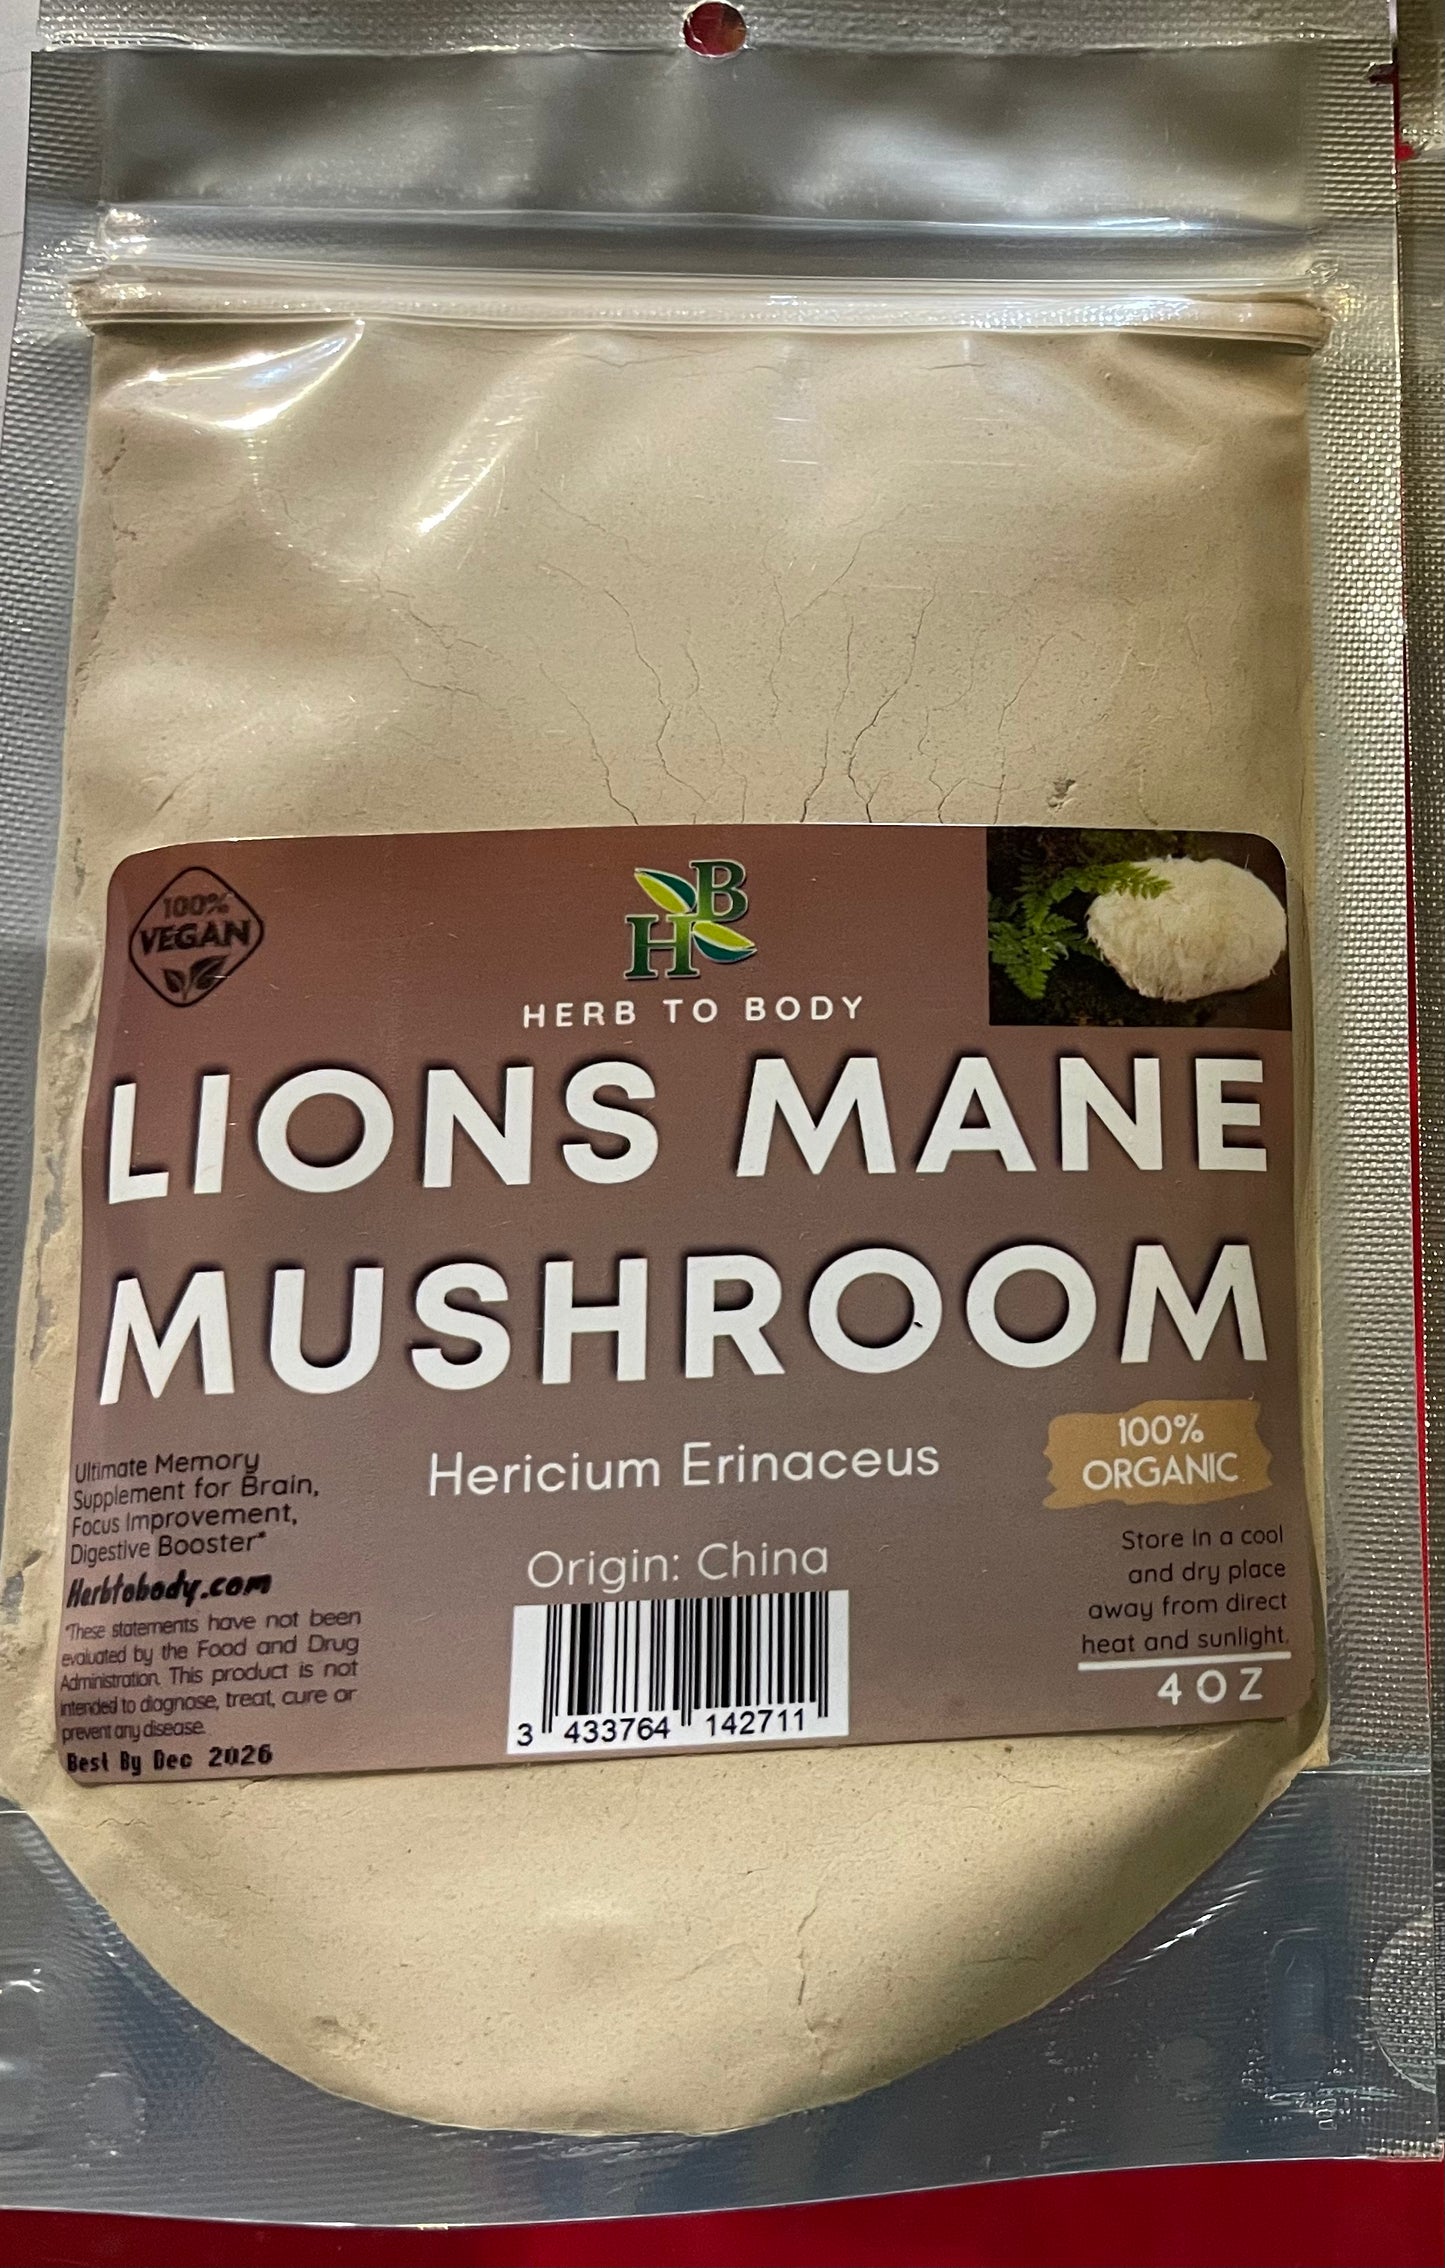 100%
VEGAN
HB
HERB TO BODY
LIONS MANE
MUSHROOM
Hericium Erinaceus
100%
ORGANIC
Ultimate Memory
Supplement for Brain,
Focus Improvement,
Digestive Booster*
Herbtobody.com
*These statements have not been
evaluated by the Food and Drug
Administration. This product is not
intended to diagnose, treat, cure or
prevent any disease.
Best By Dec 2026
Origin: China
3 433764 142711
Store In a cool
and dry place
away from direct
heat and sunlight.
4 OZ